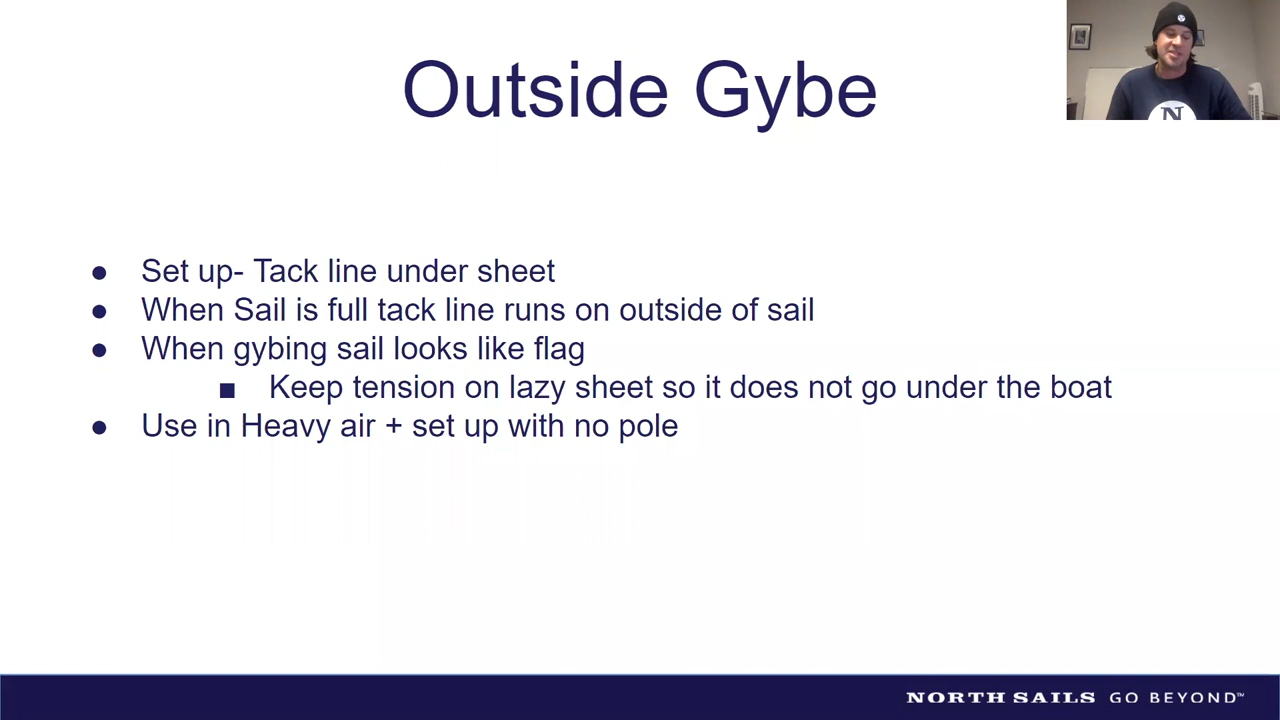 Outside Gybe
● Set up- Tack line under sheet
● When Sail is full tack line runs on outside of sail
● When gybing sail looks like flag
■ Keep tension on lazy sheet so it does not go under the boat
● Use in Heavy air + set up with no pole
N
NORTH SAILS GO BEYOND™